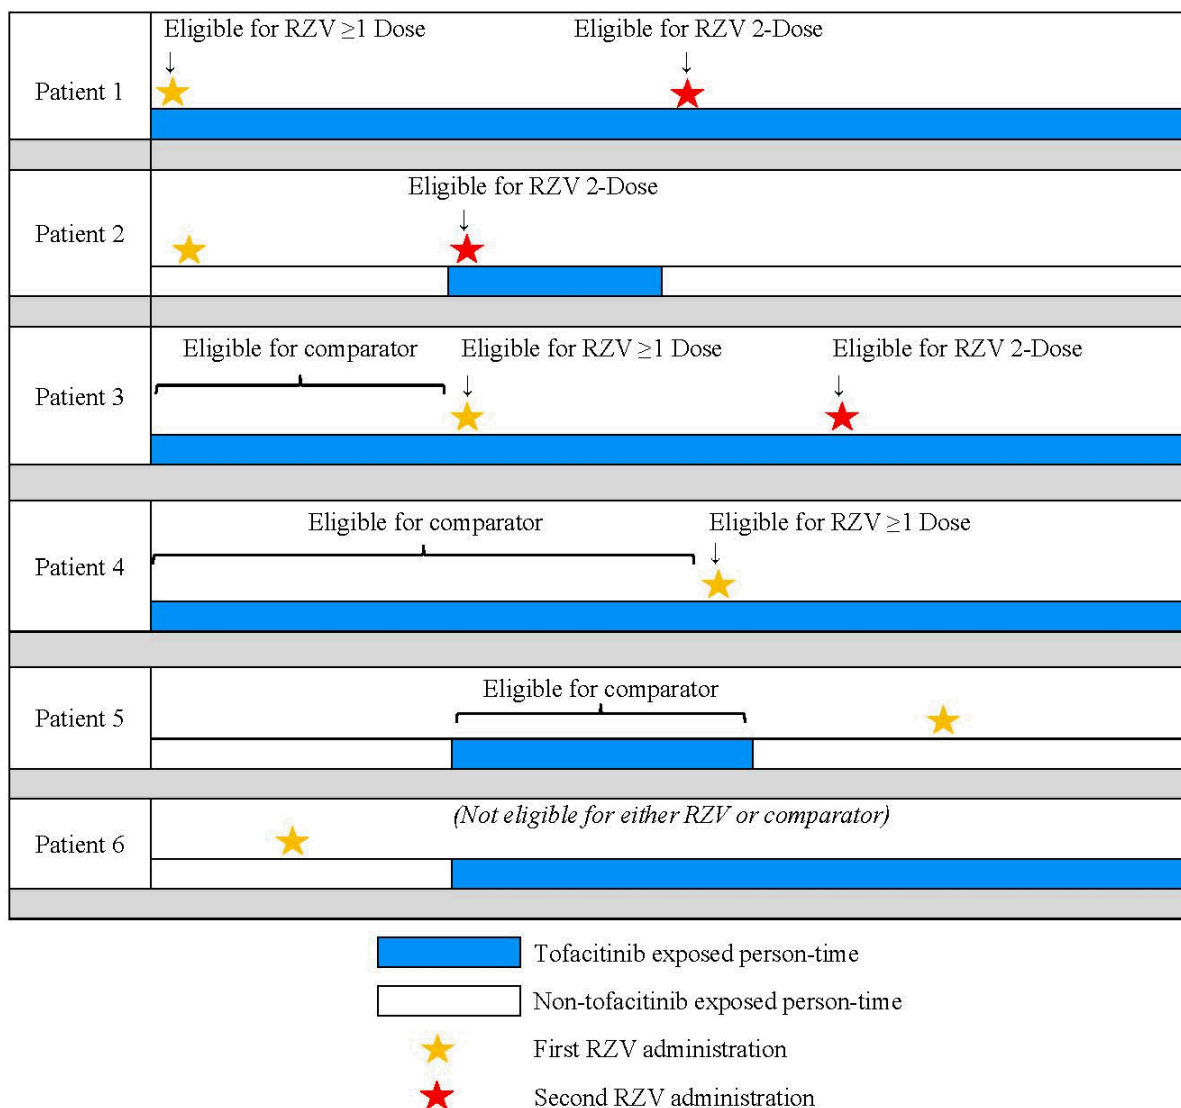 Eligible for RZV ≥1 Dose
Eligible for RZV 2-Dose
Patient 1
Eligible for RZV 2-Dose
Patient 2
Eligible for comparator
Eligible for RZV ≥1 Dose
Eligible for RZV 2-Dose
Patient 3
Eligible for comparator
Eligible for RZV ≥1 Dose
Patient 4
Eligible for comparator
Patient 5
(Not eligible for either RZV or comparator)
Patient 6
Tofacitinib exposed person-time
Non-tofacitinib exposed person-time
First RZV administration
Second RZV administration